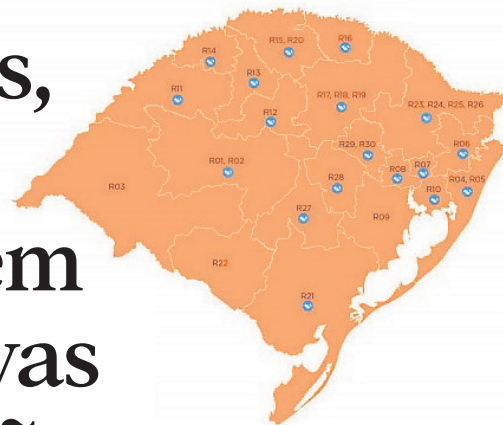 s,
em
vas
R16
R15, R20
R14
R13
R11
R17, R18, R19
R23, R24, R25, R26
R12
R29, R30
R06
R01, R02
R07
R08
R28
R04, R05
R03
R10
R27
R09
R22
R21